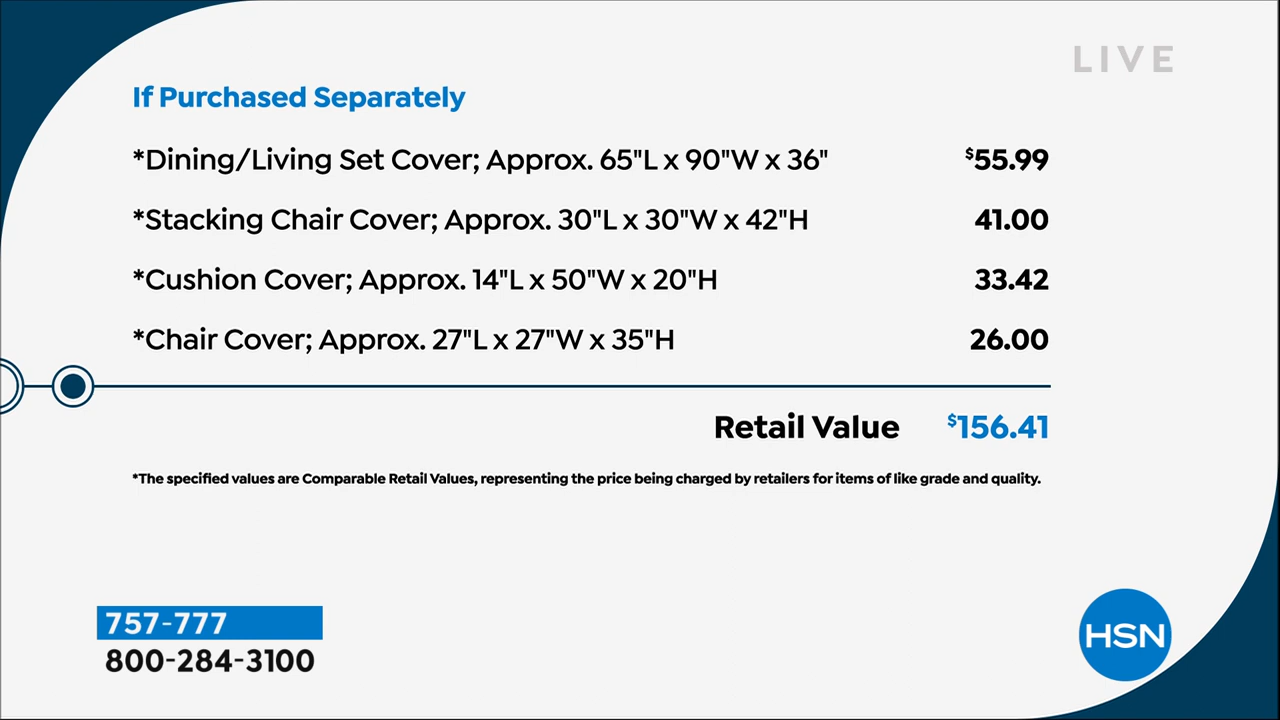 LIVE
If Purchased Separately
*Dining/Living Set Cover; Approx. 65"L x 90"W x 36" $55.99
*Stacking Chair Cover; Approx. 30"L x 30"W x 42"H 41.00
*Cushion Cover; Approx. 14"L x 50"W x 20"H 33.42
*Chair Cover; Approx. 27"L x 27"W x 35"H 26.00
Retail Value $156.41
*The specified values are Comparable Retail Values, representing the price being charged by retailers for items of like grade and quality.
757-777
800-284-3100
HSN